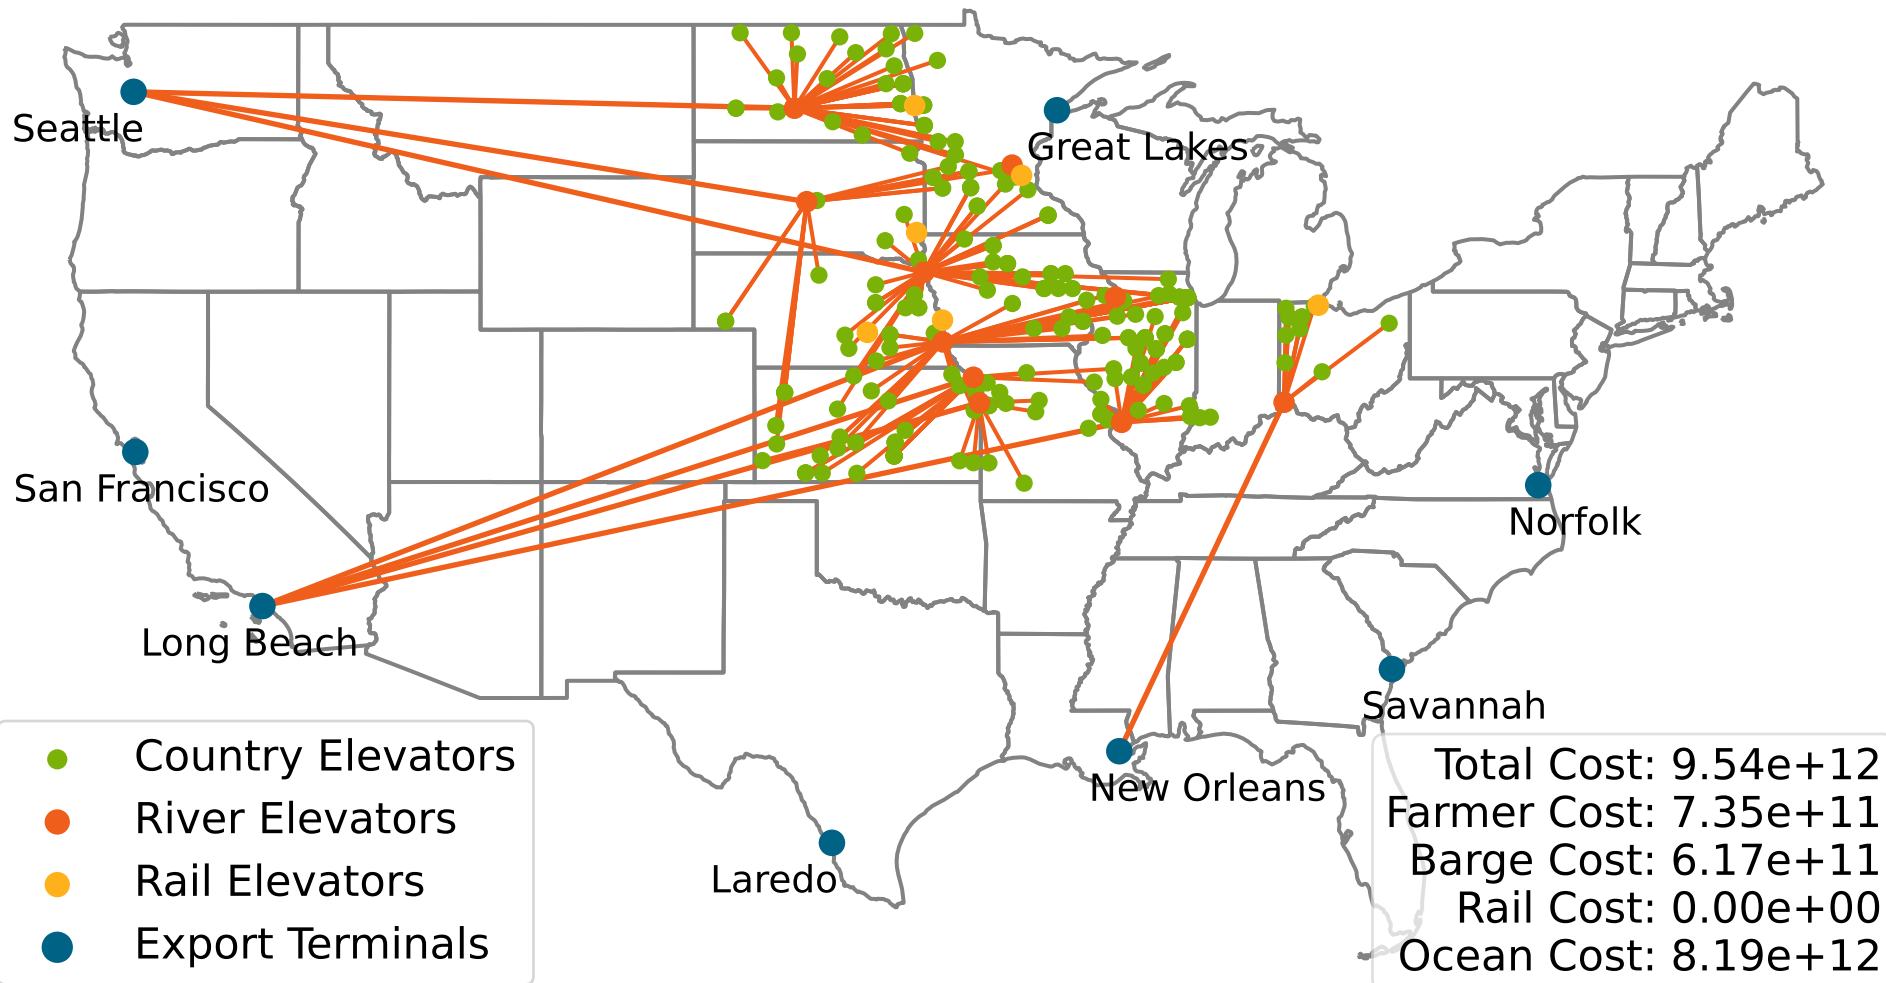 Seattle
Great Lakes
San Francisco
Norfolk
Long Beach
Savannah
New Orleans
Laredo
Country Elevators
River Elevators
Rail Elevators
Export Terminals
Total Cost: 9.54e+12
Farmer Cost: 7.35e+11
Barge Cost: 6.17e+11
Rail Cost: 0.00e+00
Ocean Cost: 8.19e+12